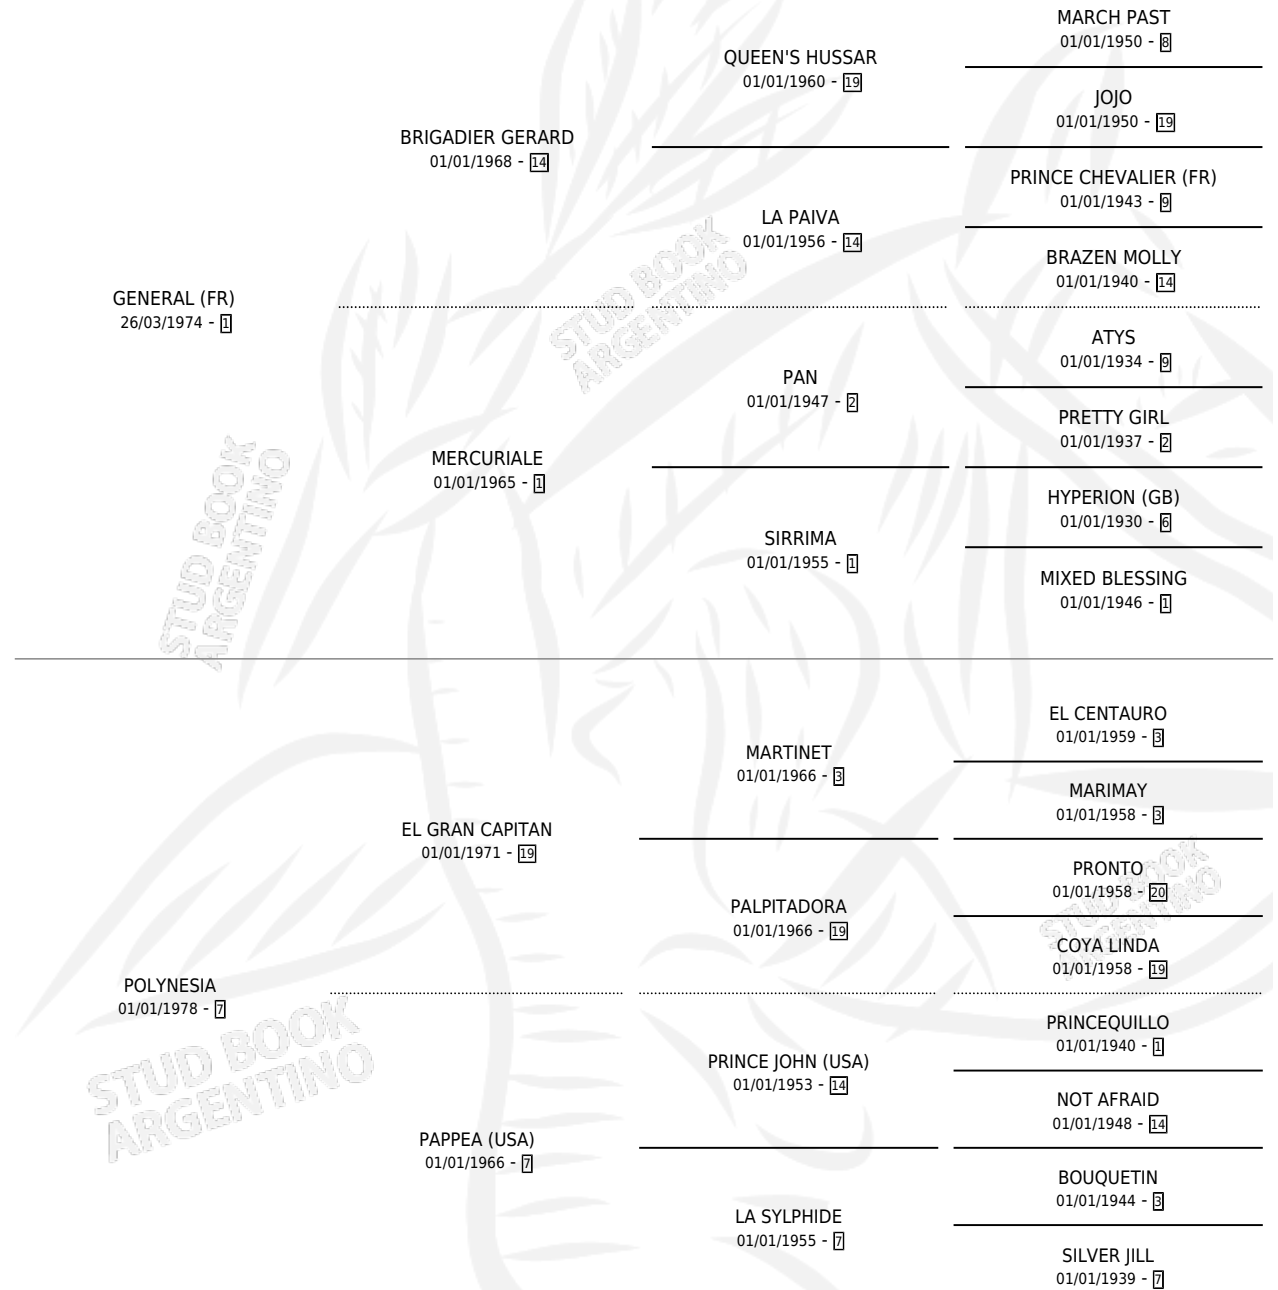 MARCH PAST
01/01/1950 - 8
QUEEN'S HUSSAR
01/01/1960 - 19
JOJO
01/01/1950 - 19
BRIGADIER GERARD
01/01/1968 - 14
PRINCE CHEVALIER (FR)
01/01/1943 - 9
LA PAIVA
01/01/1956 - 14
BRAZEN MOLLY
01/01/1940 - 14
GENERAL (FR)
26/03/1974 - 1
STUD BOOK
ARGENTINO
ATYS
01/01/1934 - 9
PAN
01/01/1947 - 2
PRETTY GIRL
01/01/1937 - 2
MERCURIALE
01/01/1965 - 1
HYPERION (GB)
01/01/1930 - 6
SIRRIMA
01/01/1955 - 1
MIXED BLESSING
01/01/1946 - 1
STUD BOOK
ARGENTINO
EL CENTAURO
01/01/1959 - 3
MARTINET
01/01/1966 - 3
MARIMAY
01/01/1958 - 3
EL GRAN CAPITAN
01/01/1971 - 19
PRONTO
01/01/1958 - 20
PALPITADORA
01/01/1966 - 19
COYA LINDA
01/01/1958 - 19
STUD BOOK
ARGENTINO
POLYNESIA
01/01/1978 - 7
PRINCEQUILLO
01/01/1940 - 1
PRINCE JOHN (USA)
01/01/1953 - 14
NOT AFRAID
01/01/1948 - 14
STUD BOOK
ARGENTINO
PAPPEA (USA)
01/01/1966 - 7
BOUQUETIN
01/01/1944 - 3
LA SYLPHIDE
01/01/1955 - 7
SILVER JILL
01/01/1939 - 7